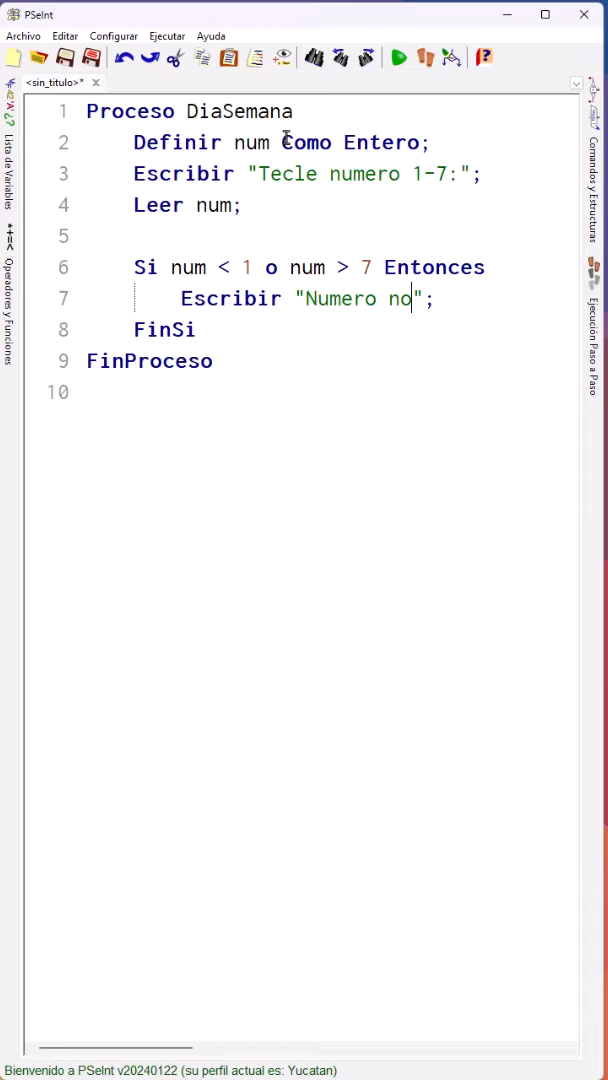 PSeInt
Archivo Editar Configurar Ejecutar Ayuda
<sin_titulo>*
1 Proceso DiaSemana
2 Definir num Como Entero;
3 Escribir "Tecle numero 1-7:";
4 Leer num;
5
6 Si num < 1 o num > 7 Entonces
7 Escribir "Numero no";
8 FinSi
9 FinProceso
10
Lista de Variables
Operadores y Funciones
Comandos y Estructuras
Ejecución Paso a Paso
Bienvenido a PSeInt v20240122 (su perfil actual es: Yucatan)